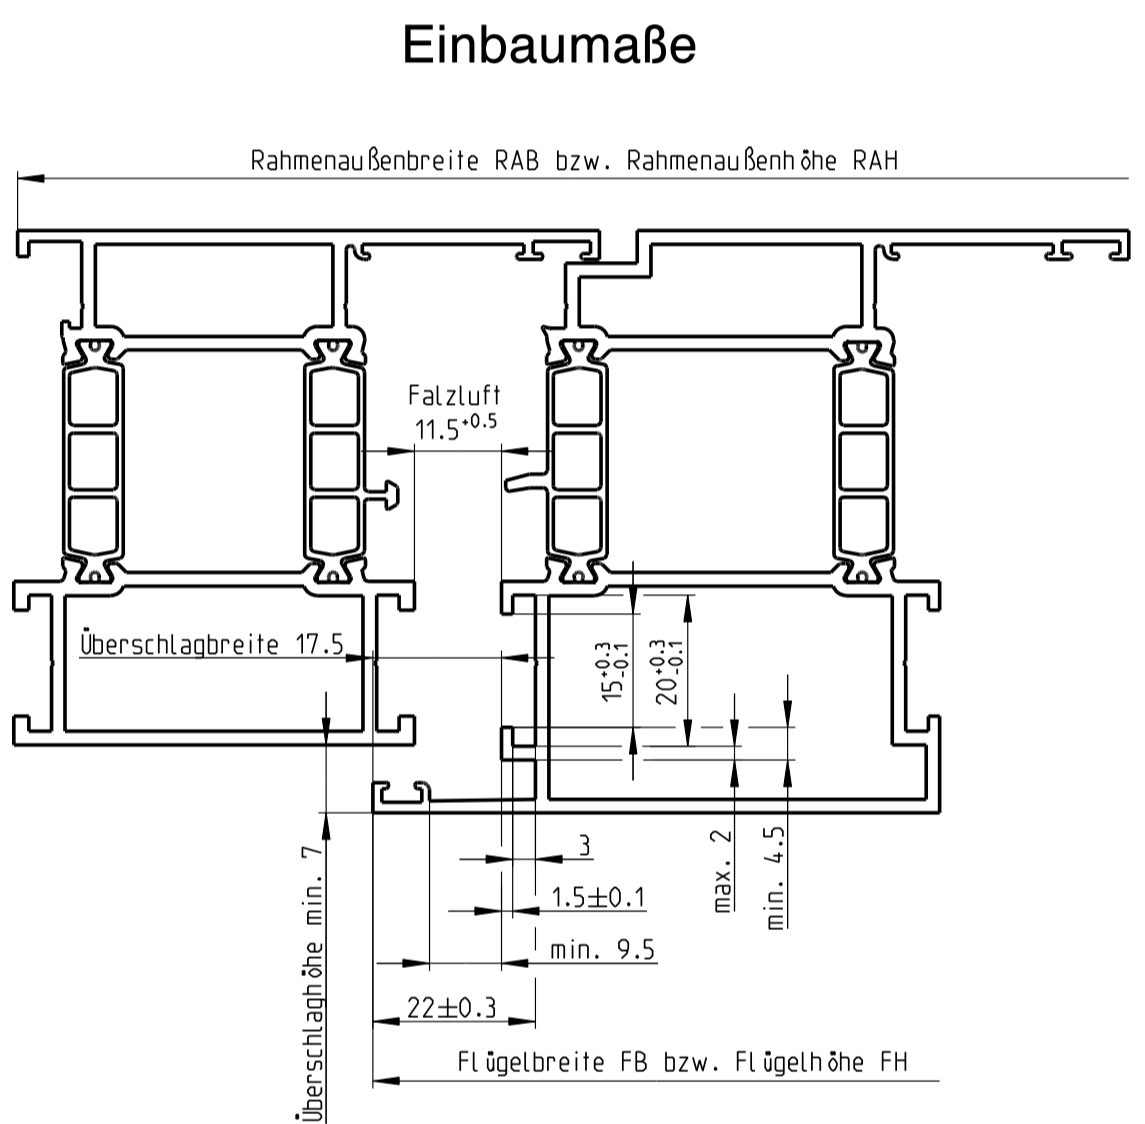 Einbaumaße
Rahmenaußenbreite RAB bzw. Rahmenaußenhöhe RAH
Falzluft
11.5+0.5
Überschlagbreite 17.5
15+0.3 -0.1
20+0.3 -0.1
3
1.5±0.1
min. 9.5
22±0.3
max. 2
min. 4.5
Überschlaghöhe min. 7
Flügelbreite FB bzw. Flügelhöhe FH